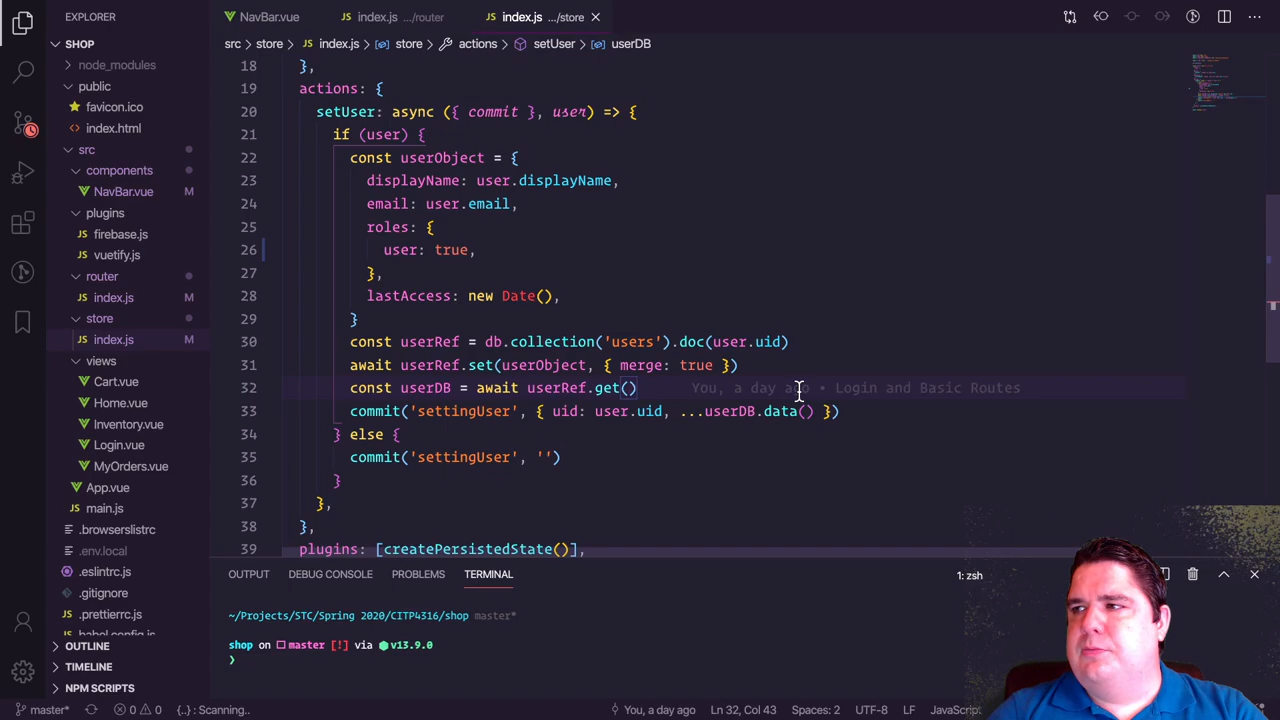 EXPLORER
NavBar.vue
index.js .../router
index.js .../store
SHOP
src
store
index.js
store
actions
setUser
userDB
node_modules
public
favicon.ico
index.html
src
components
NavBar.vue M
plugins
firebase.js
vuetify.js
router
index.js M
store
index.js M
views
Cart.vue
Home.vue
Inventory.vue
Login.vue
MyOrders.vue
App.vue
main.js
.browserslistrc
.env.local
.eslintrc.js
.gitignore
.prettierrc.js
babel.config.js
OUTLINE
TIMELINE
NPM SCRIPTS
18 },
19 actions: {
20 setUser: async ({ commit }, user) => {
21 if (user) {
22 const userObject = {
23 displayName: user.displayName,
24 email: user.email,
25 roles: {
26 user: true,
27 },
28 lastAccess: new Date(),
29 }
30 const userRef = db.collection('users').doc(user.uid)
31 await userRef.set(userObject, { merge: true })
32 const userDB = await userRef.get() You, a day ago • Login and Basic Routes
33 commit('settingUser', { uid: user.uid, ...userDB.data() })
34 } else {
35 commit('settingUser', '')
36 }
37 },
38 },
39 plugins: [createPersistedState()],
OUTPUT DEBUG CONSOLE PROBLEMS TERMINAL 1: zsh
~/Projects/STC/Spring 2020/CITP4316/shop master*
shop on master [!] via v13.9.0
❯
master* 0 0 {..} : Scanning.. You, a day ago Ln 32, Col 43 Spaces: 2 UTF-8 LF JavaScript